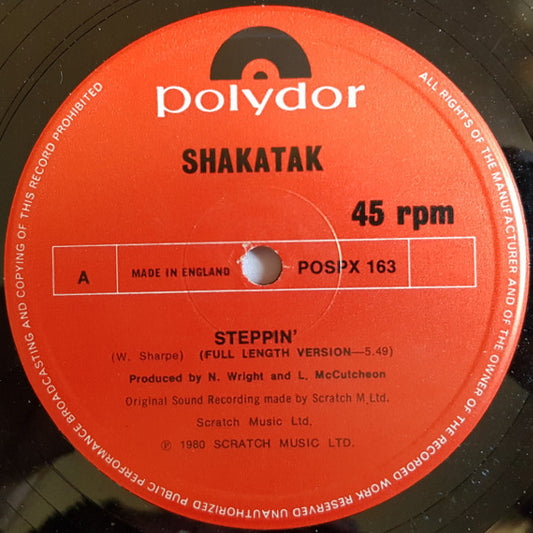 polydor
SHAKATAK
45 rpm
A
MADE IN ENGLAND
POSPX 163
STEPPIN'
(W. Sharpe) (FULL LENGTH VERSION—5.49)
Produced by N. Wright and L. McCutcheon
Original Sound Recording made by Scratch M. Ltd.
Scratch Music Ltd.
℗ 1980 SCRATCH MUSIC LTD.
ALL RIGHTS OF THE MANUFACTURER AND OF THE OWNER OF THE RECORDED WORK RESERVED UNAUTHORIZED PUBLIC PERFORMANCE BROADCASTING AND COPYING OF THIS RECORD PROHIBITED